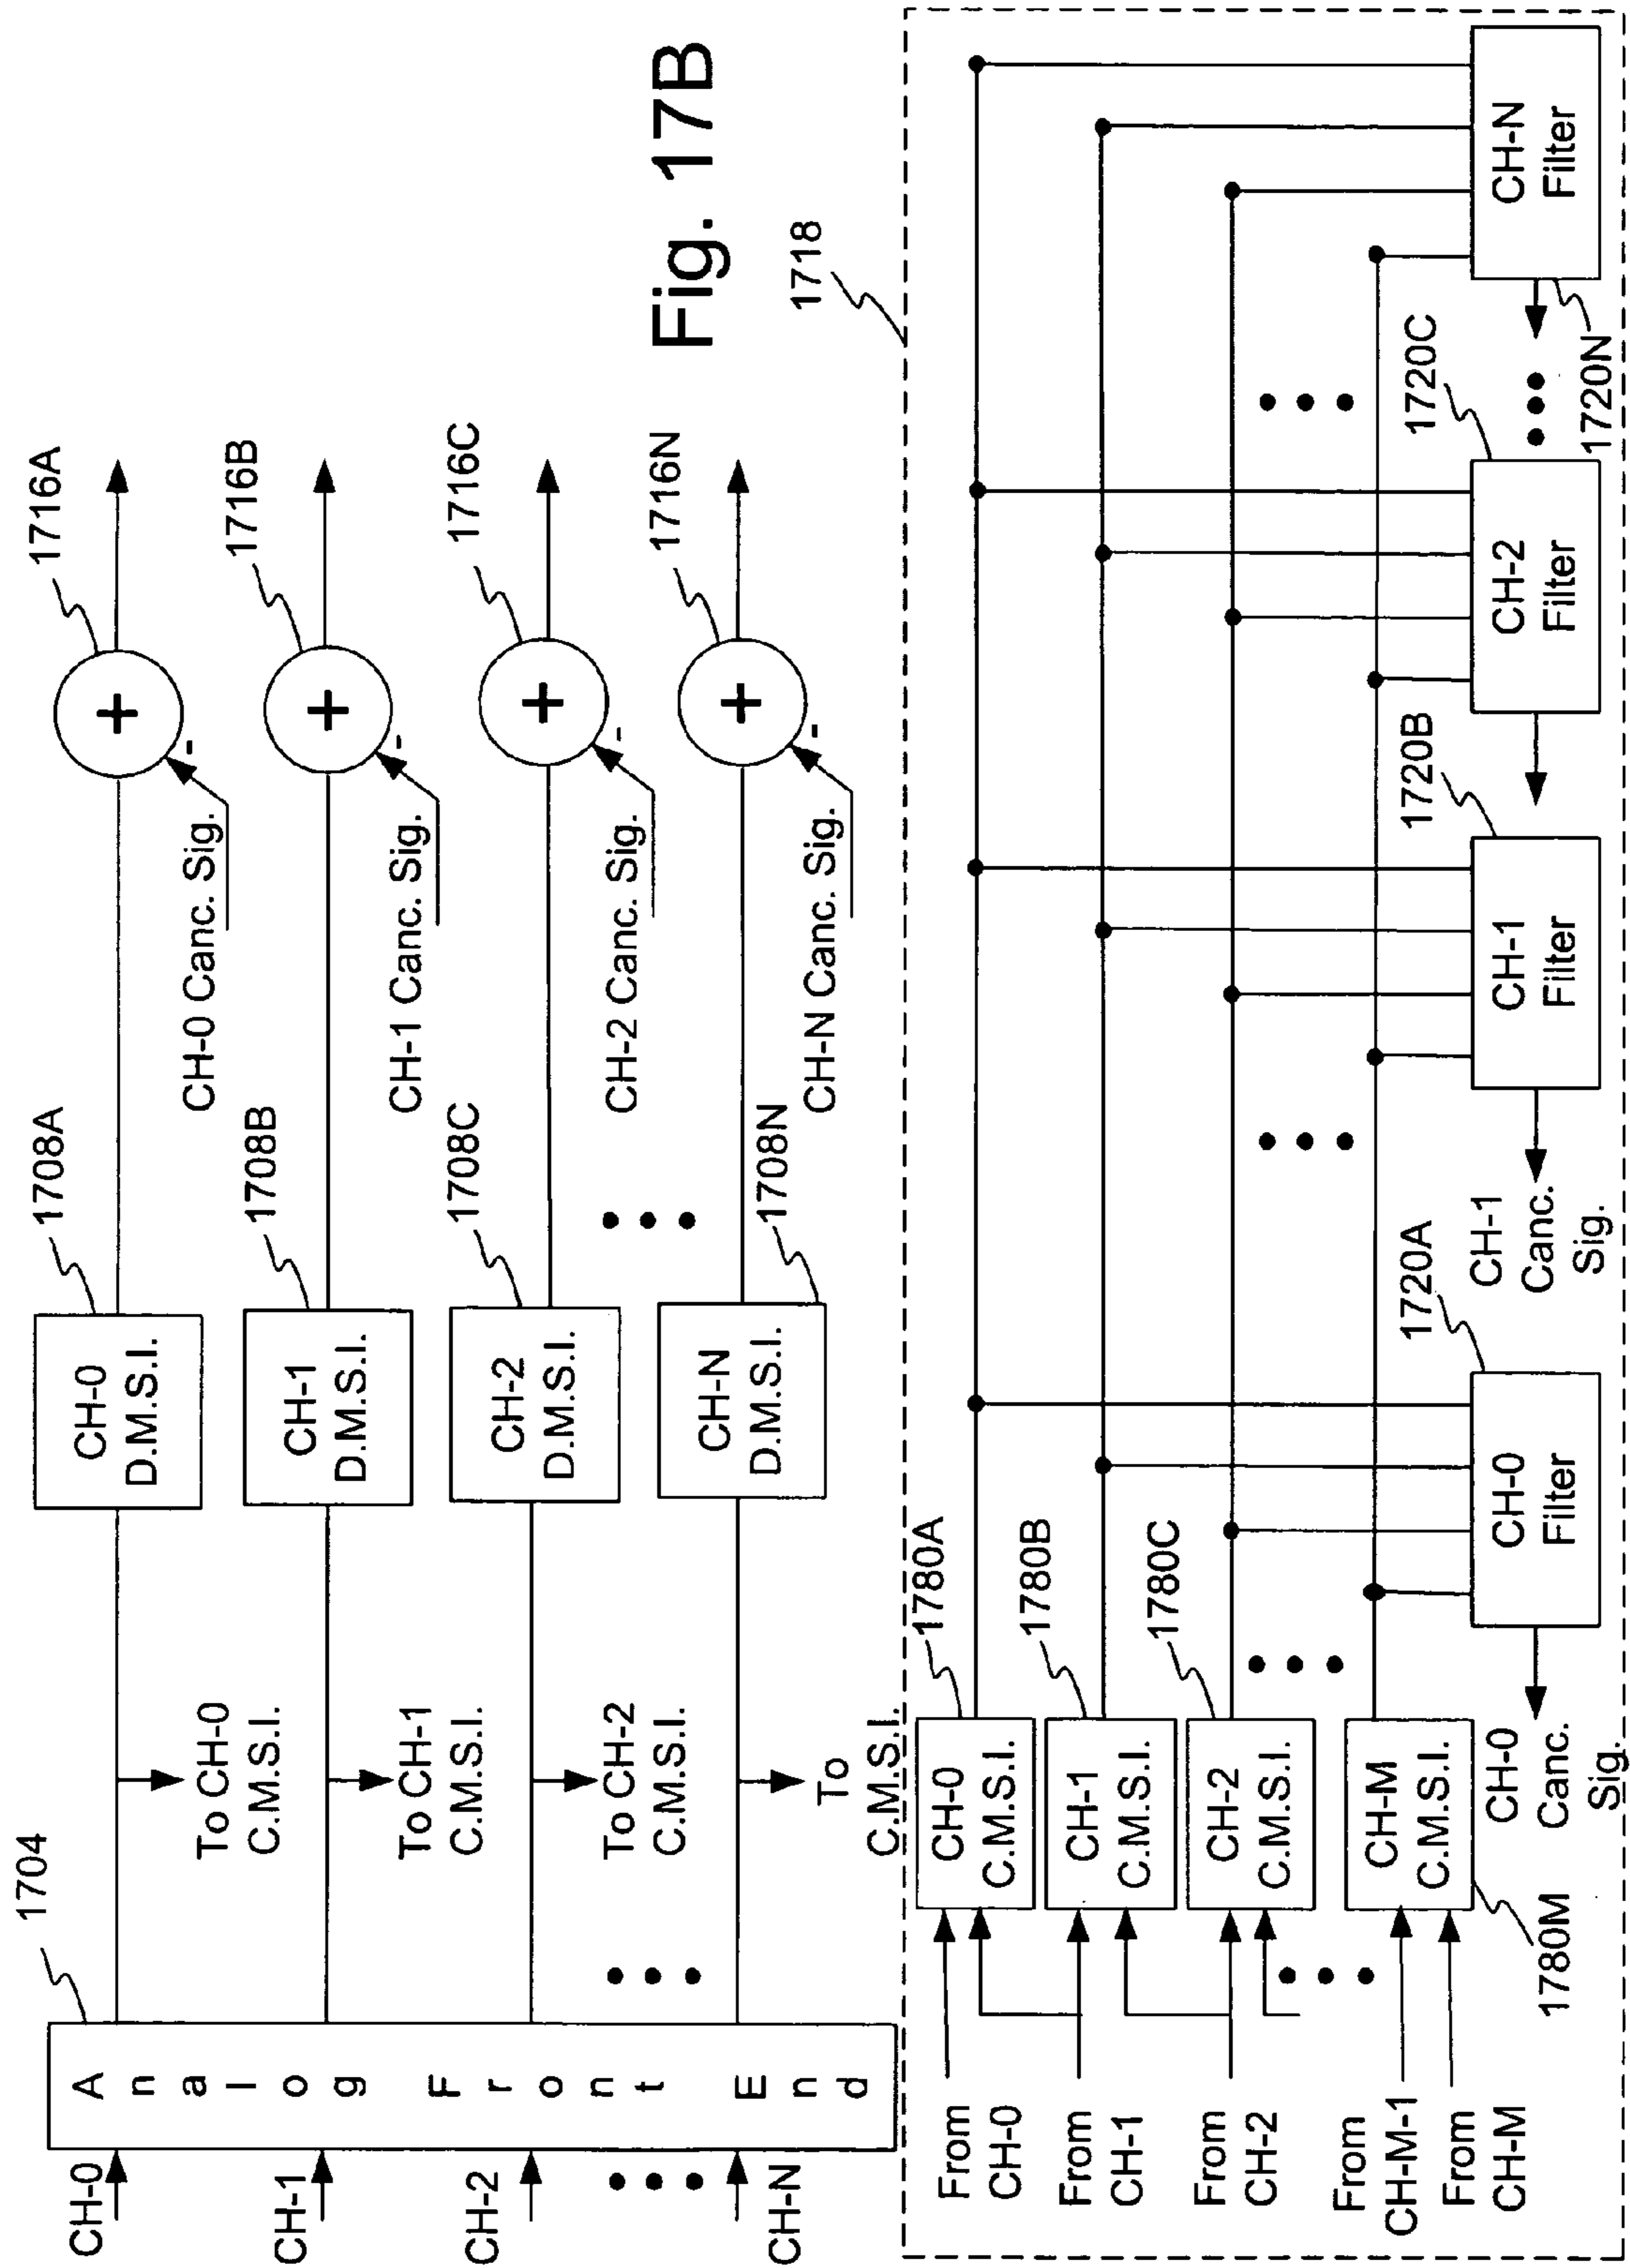 Fig. 17B
1704
1708A
1716A
CH-0
Analog Front End
CH-0
D.M.S.I.
+
-
To CH-0
C.M.S.I.
CH-0 Canc. Sig.
1708B
1716B
CH-1
CH-1
D.M.S.I.
+
-
To CH-1
C.M.S.I.
CH-1 Canc. Sig.
1708C
1716C
CH-2
CH-2
D.M.S.I.
+
-
To CH-2
C.M.S.I.
CH-2 Canc. Sig.
1708N
1716N
CH-N
CH-N
D.M.S.I.
+
-
To
C.M.S.I.
CH-N Canc. Sig.
1718
From
CH-0
CH-0
C.M.S.I.
1780A
From
CH-1
CH-1
C.M.S.I.
1780B
From
CH-2
CH-2
C.M.S.I.
1780C
From
CH-M-1
From
CH-M
CH-M
C.M.S.I.
1780M
CH-0
Canc.
Sig.
CH-0
Filter
1720A
CH-1
Canc.
Sig.
CH-1
Filter
1720B
CH-2
Filter
1720C
CH-N
Filter
1720N